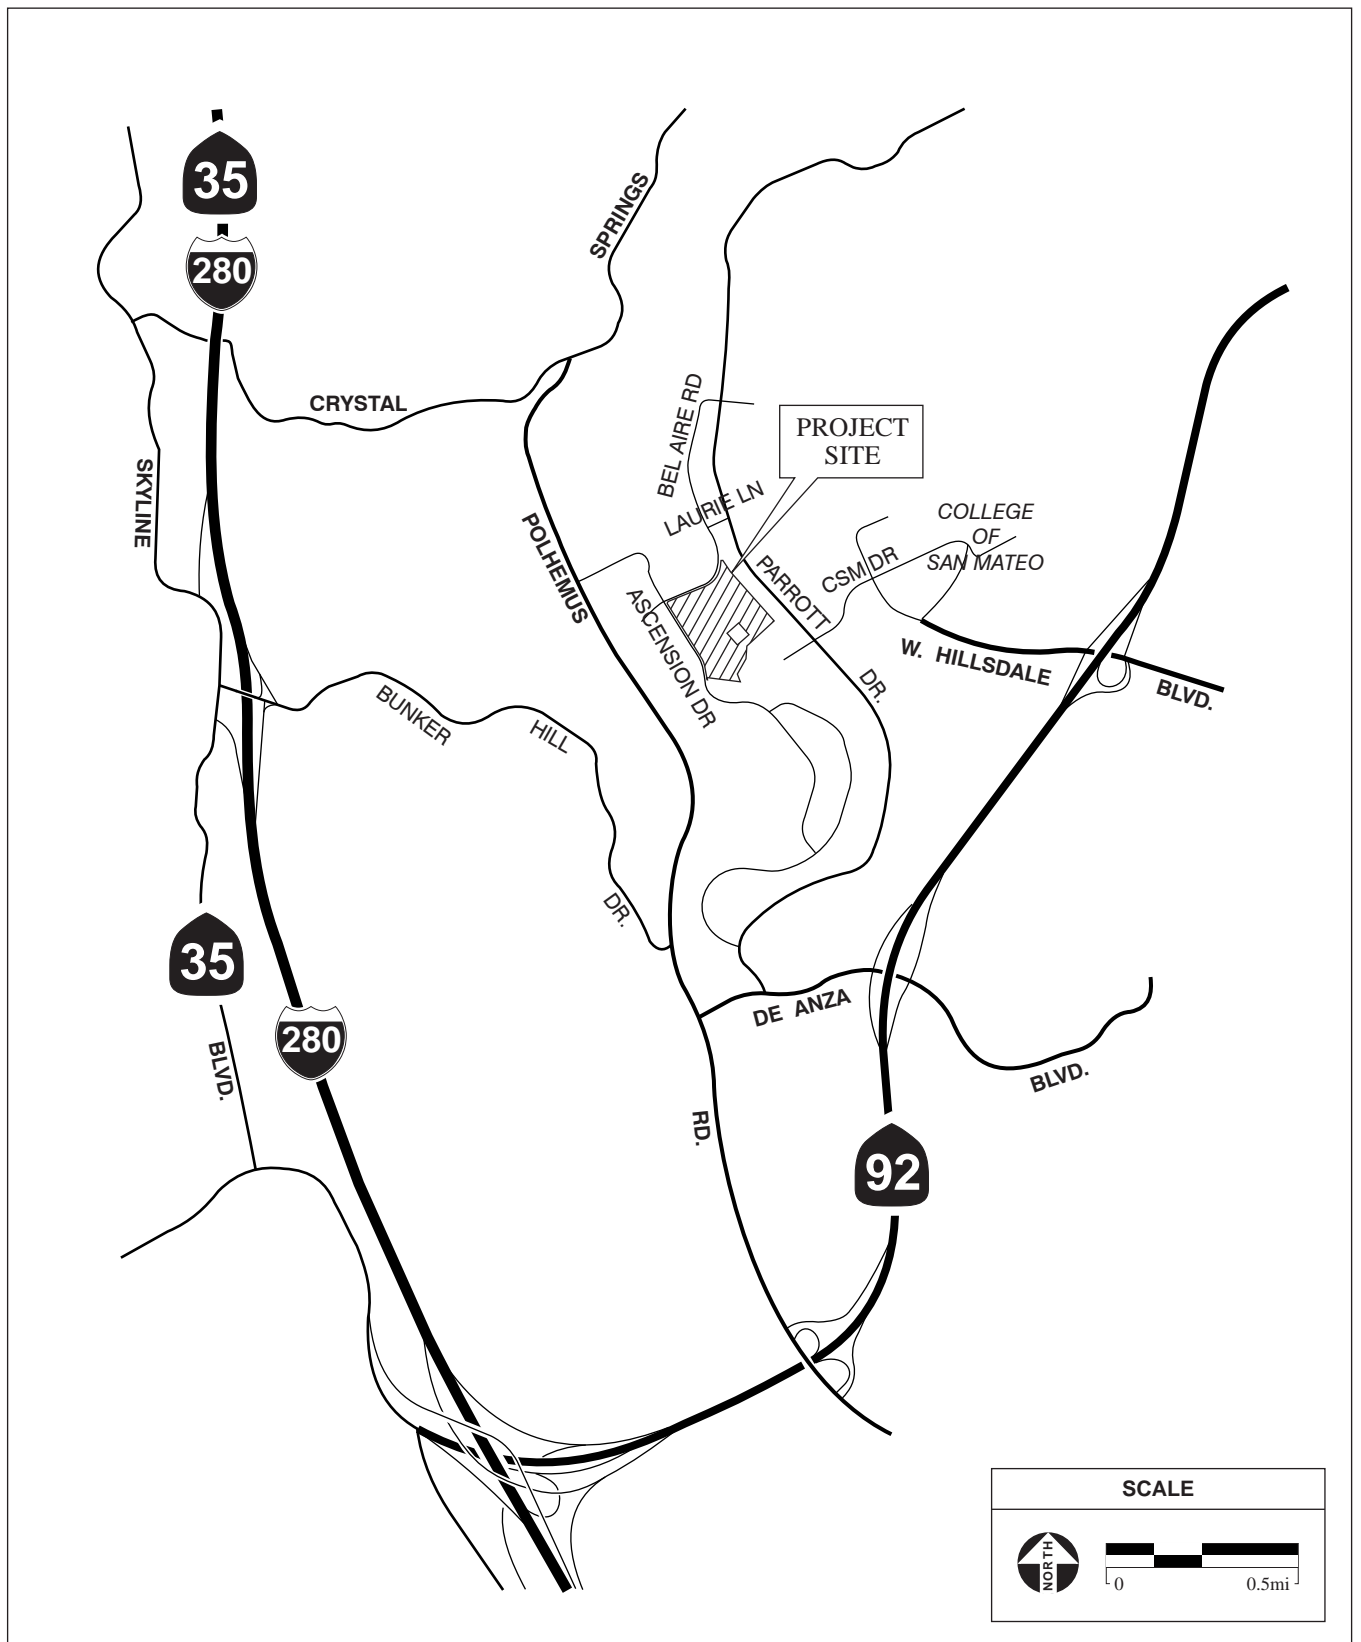 35
280
SPRINGS
CRYSTAL
BEL AIRE RD
PROJECT
SITE
SKYLINE
LAURIE LN
COLLEGE
OF
SAN MATEO
POLHEMUS
PARROTT
CSM DR
ASCENSION DR
W. HILLSDALE
BLVD.
DR.
BUNKER
HILL
DR.
35
280
BLVD.
DE ANZA
BLVD.
RD.
92
SCALE
NORTH
0
0.5mi